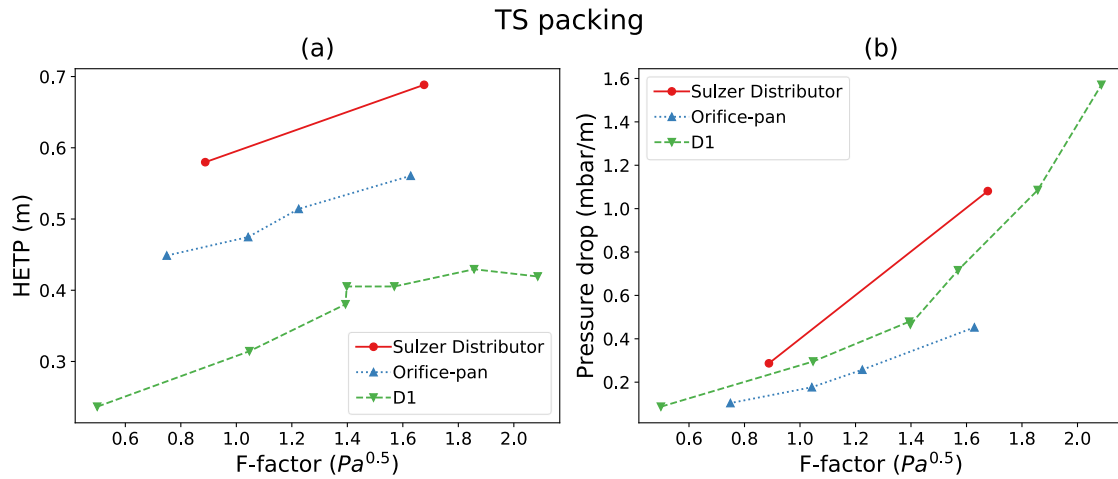 TS packing
(a)
0.7
0.6
0.5
0.4
0.3
HETP (m)
Sulzer Distributor
Orifice-pan
D1
0.6 0.8 1.0 1.2 1.4 1.6 1.8 2.0
F-factor (Pa^0.5)
(b)
1.6
1.4
1.2
1.0
0.8
0.6
0.4
0.2
Pressure drop (mbar/m)
Sulzer Distributor
Orifice-pan
D1
0.6 0.8 1.0 1.2 1.4 1.6 1.8 2.0
F-factor (Pa^0.5)